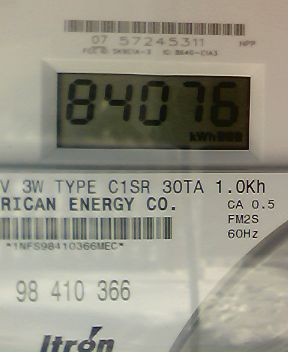 07 57245311 NPP
84076
kWh
V 3W TYPE C1SR 30TA 1.0Kh
RICAN ENERGY CO. CA 0.5
FM2S
*1NFS98410366MEC* 60Hz
98 410 366
Itron